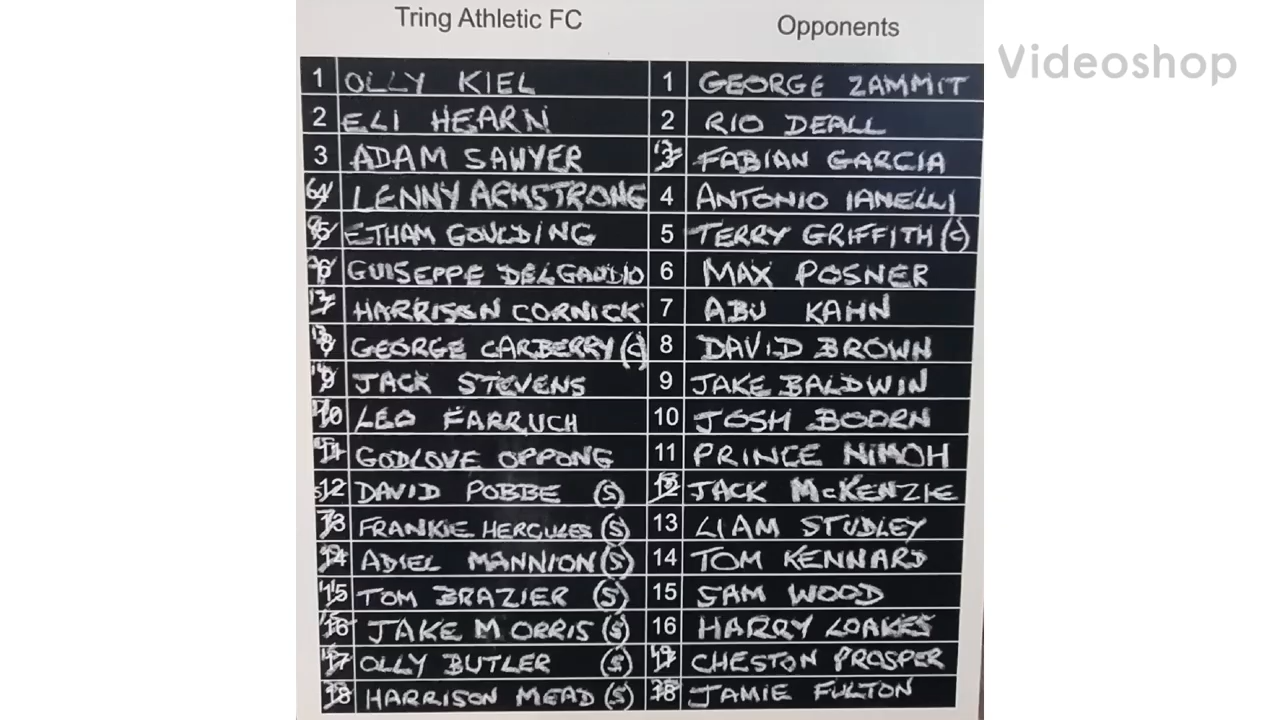 Tring Athletic FC Opponents
Videoshop
1 OLLY KIEL 1 GEORGE ZAMMIT
2 ELI HEARN 2 RIO DEALL
3 ADAM SAWYER FABIAN GARCIA
LENNY ARMSTRONG 4 ANTONIO IANELLI
ETHAM GOULDING 5 TERRY GRIFFITH (C)
GUISEPPE DELGAUDIO 6 MAX POSNER
HARRISON CORNICK 7 ABU KAHN
GEORGE CARBERRY (C) 8 DAVID BROWN
JACK STEVENS 9 JAKE BALDWIN
LEO FARRUCH 10 JOSH BOORN
GODLOVE OPPONG 11 PRINCE NIMOH
12 DAVID POBBE (S) JACK McKENZIE
FRANKIE HERCULES (S) 13 LIAM STUDLEY
ADIEL MANNION (S) 14 TOM KENNARD
TOM BRAZIER (S) 15 SAM WOOD
JAKE MORRIS (S) 16 HARRY LOAKES
OLLY BUTLER (S) CHESTON PROSPER
HARRISON MEAD (S) JAMIE FULTON